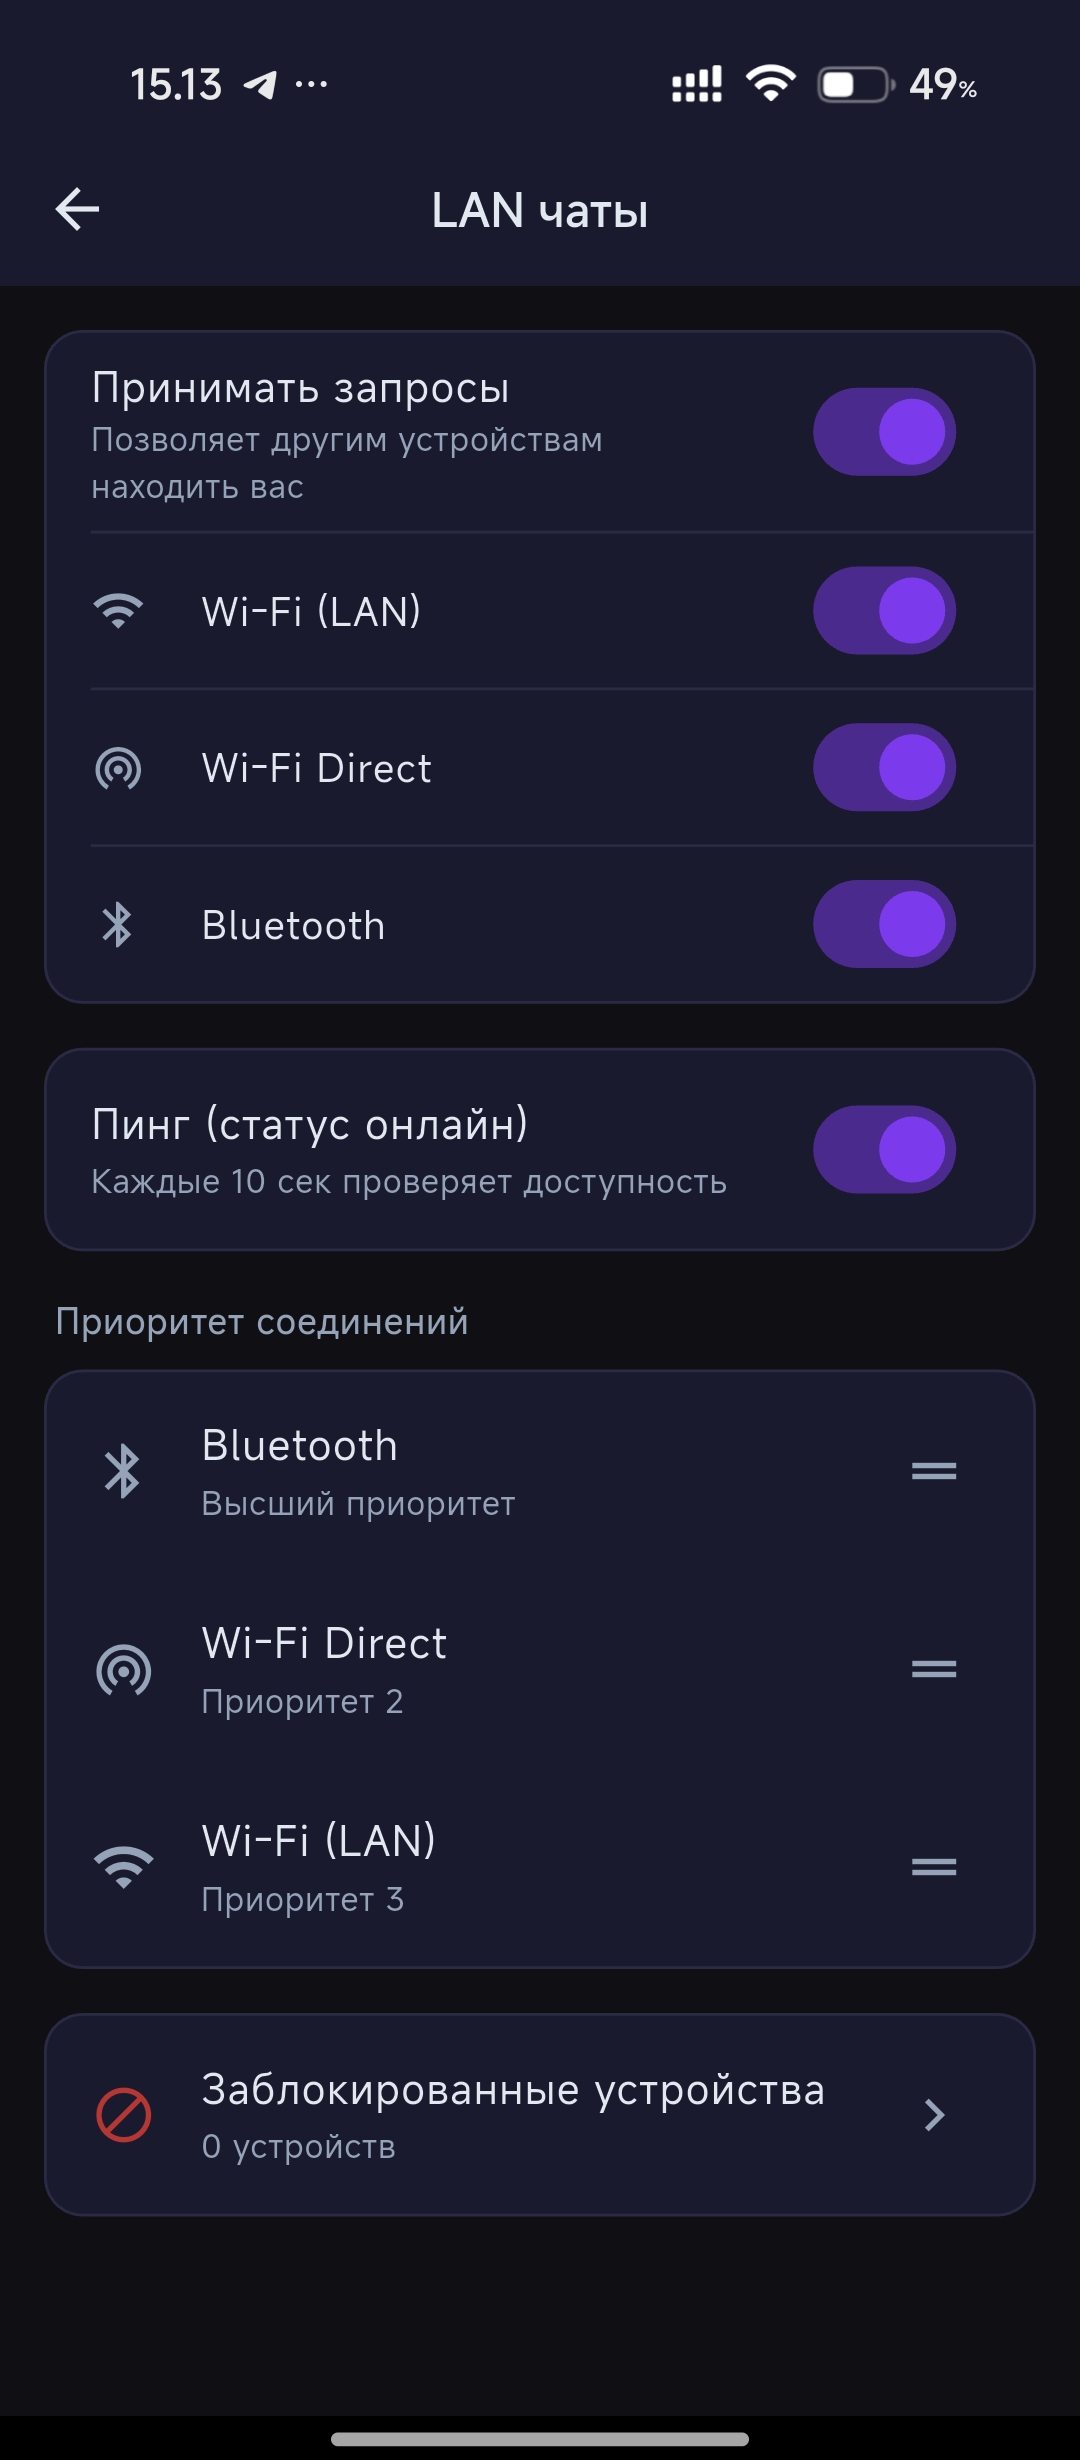 15.13
49%
LAN чаты
Принимать запросы
Позволяет другим устройствам
находить вас
Wi-Fi (LAN)
Wi-Fi Direct
Bluetooth
Пинг (статус онлайн)
Каждые 10 сек проверяет доступность
Приоритет соединений
Bluetooth
Высший приоритет
Wi-Fi Direct
Приоритет 2
Wi-Fi (LAN)
Приоритет 3
Заблокированные устройства
0 устройств